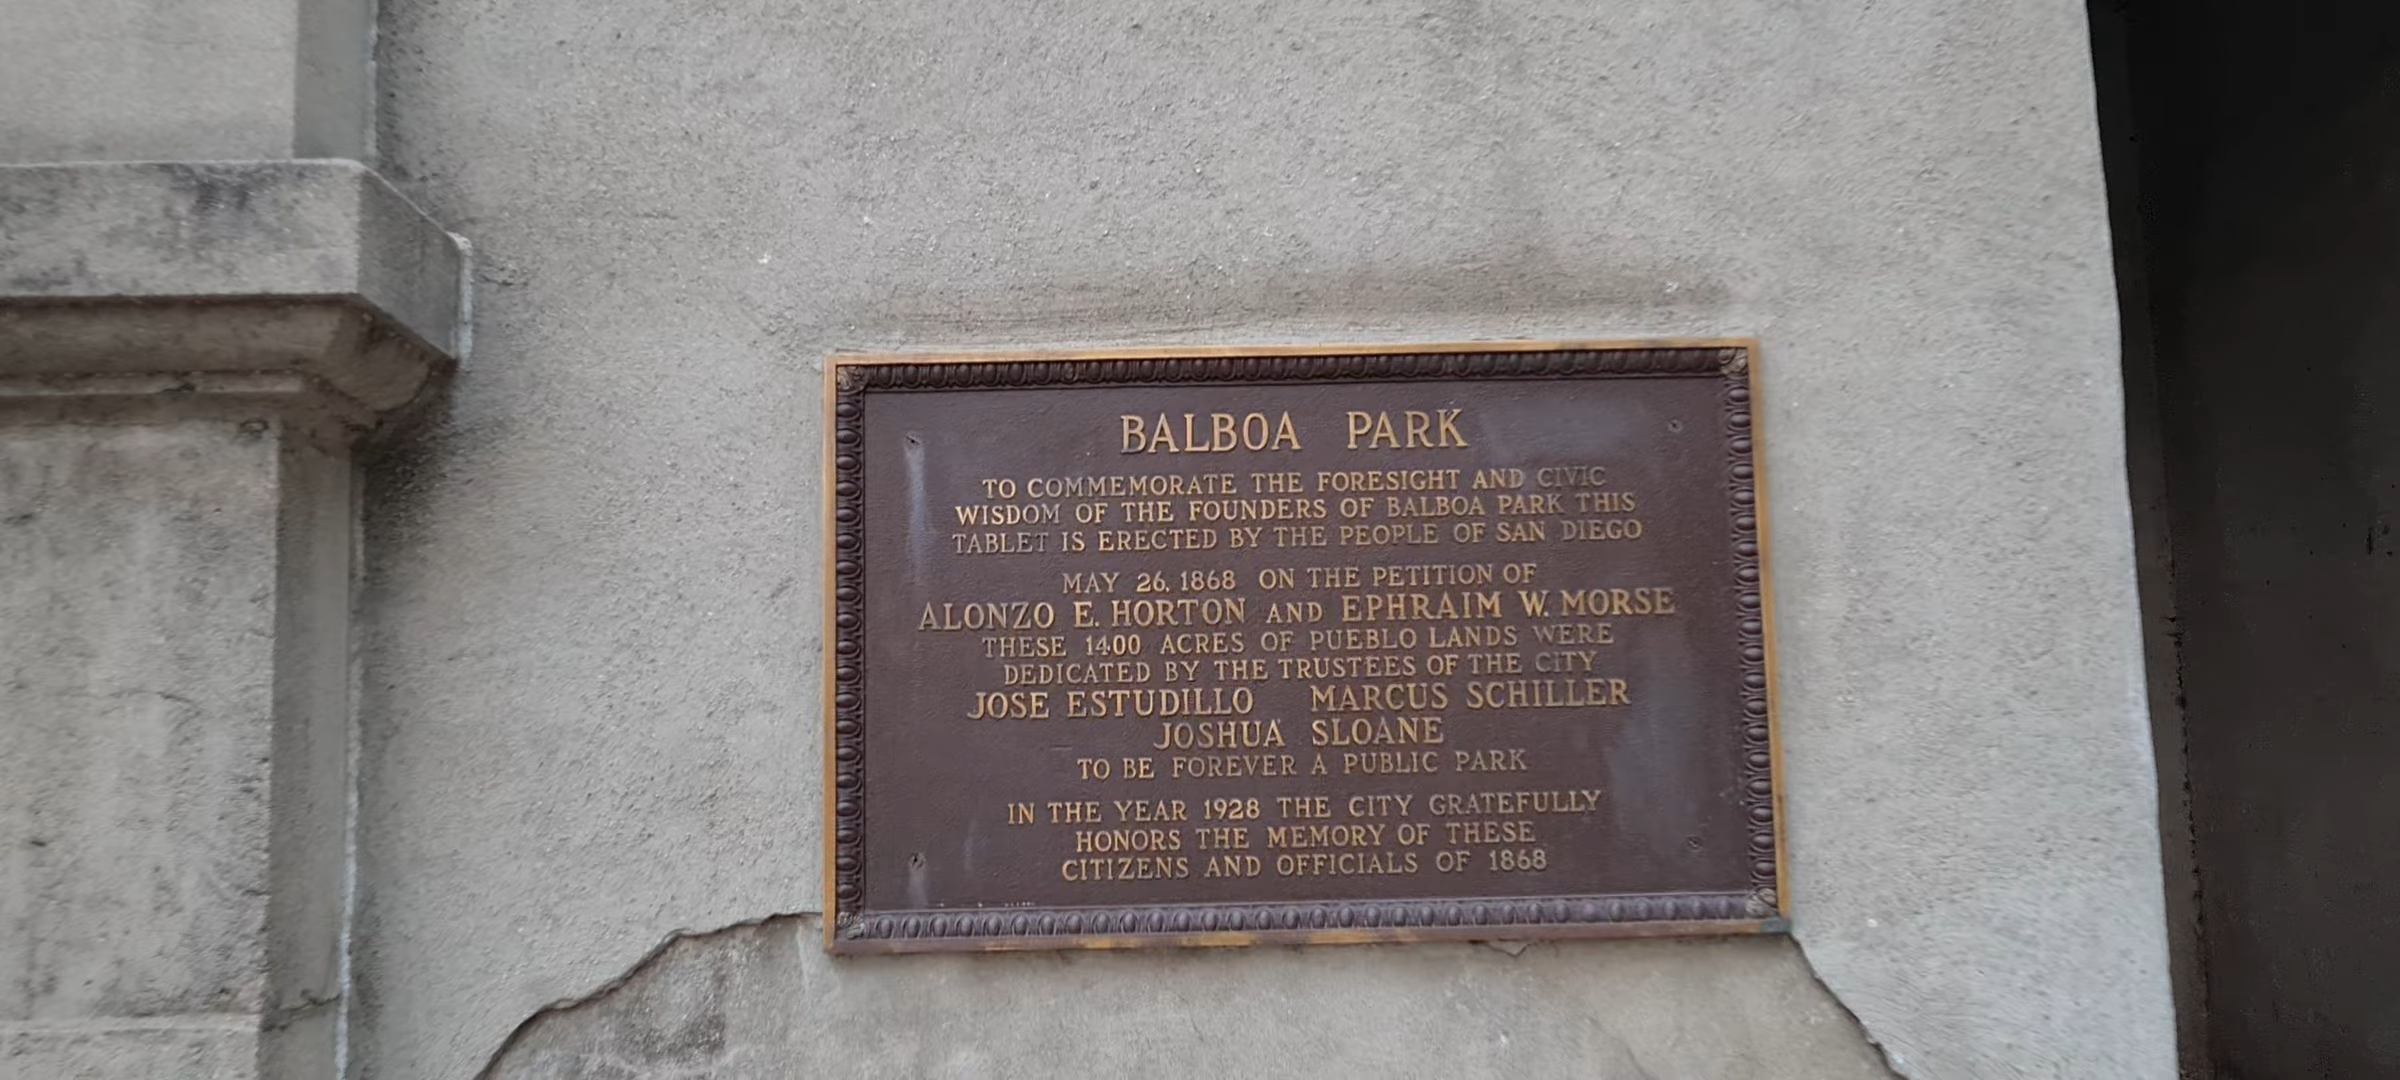 BALBOA PARK
TO COMMEMORATE THE FORESIGHT AND CIVIC
WISDOM OF THE FOUNDERS OF BALBOA PARK THIS
TABLET IS ERECTED BY THE PEOPLE OF SAN DIEGO
MAY 26, 1868 ON THE PETITION OF
ALONZO E. HORTON AND EPHRAIM W. MORSE
THESE 1400 ACRES OF PUEBLO LANDS WERE
DEDICATED BY THE TRUSTEES OF THE CITY
JOSE ESTUDILLO MARCUS SCHILLER
JOSHUA SLOANE
TO BE FOREVER A PUBLIC PARK
IN THE YEAR 1928 THE CITY GRATEFULLY
HONORS THE MEMORY OF THESE
CITIZENS AND OFFICIALS OF 1868